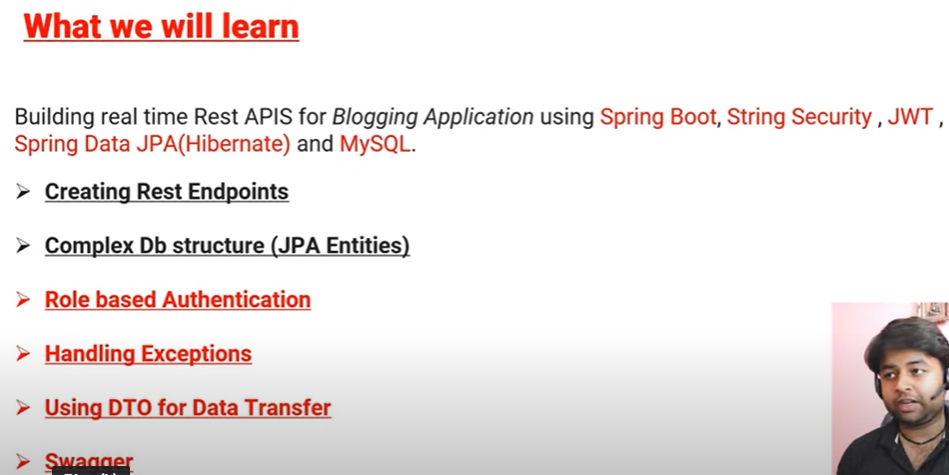 What we will learn
Building real time Rest APIS for Blogging Application using Spring Boot, String Security , JWT ,
Spring Data JPA(Hibernate) and MySQL.
➢ Creating Rest Endpoints
➢ Complex Db structure (JPA Entities)
➢ Role based Authentication
➢ Handling Exceptions
➢ Using DTO for Data Transfer
➢ Swagger